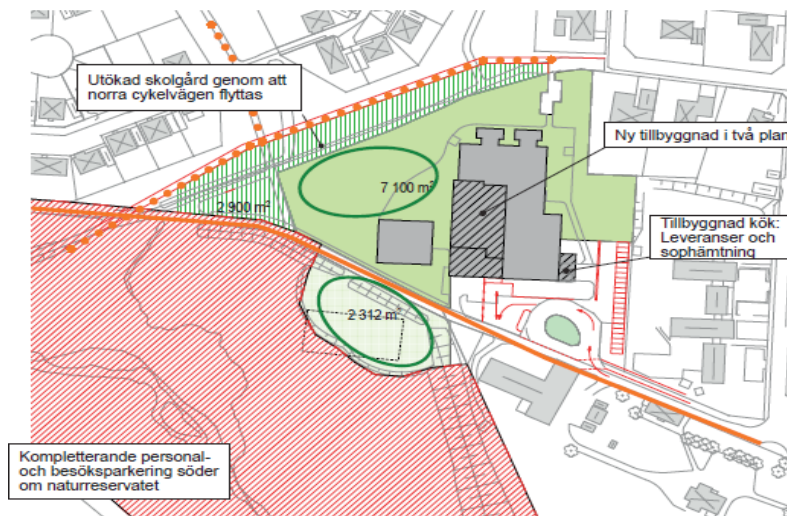 Utökad skolgård genom att
norra cykelvägen flyttas
Ny tillbyggnad i två plan
7 100 m²
2 900 m²
Tillbyggnad kök:
Leveranser och
sophämtning
2 312 m
Kompletterande personal-
och besöksparkering söder
om naturreservatet